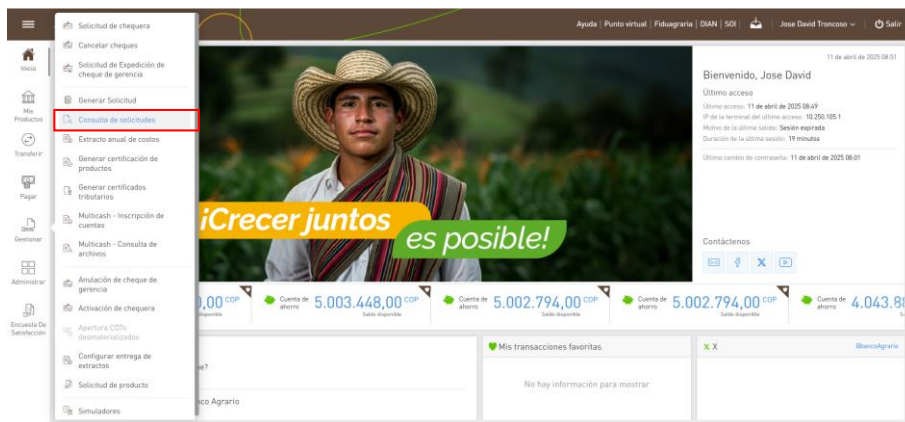 Ayuda | Punto virtual | Fiduagraria | DIAN | SOI
Jose David Troncoso
Salir
Inicio
Mis
Productos
Transferir
Pagar
Gestionar
Administrar
Encuesta De
Satisfacción
Solicitud de chequera
Cancelar cheques
Solicitud de Expedición de
cheque de gerencia
Generar Solicitud
Consulta de solicitudes
Extracto anual de costos
Generar certificación de
productos
Generar certificados
tributarios
Multicash - Inscripción de
cuentas
Multicash - Consulta de
archivos
Anulación de cheque de
gerencia
Activación de chequera
Apertura CDTs
desmaterializados
Configurar entrega de
extractos
Solicitud de producto
Simuladores
¡Crecer juntos
es posible!
11 de abril de 2025 08:51
Bienvenido, Jose David
Último acceso
Último acceso: 11 de abril de 2025 08:49
IP de la terminal del último acceso: 10.250.105.1
Motivo de la última salida: Sesión expirada
Duración de la última sesión: 19 minutos
Último cambio de contraseña: 11 de abril de 2025 08:01
Contáctenos
,00 COP
disponible
Cuenta de
ahorro
5.003.448,00 COP
Saldo disponible
Cuenta de
ahorro
5.002.794,00 COP
Saldo disponible
Cuenta de
ahorro
5.002.794,00 COP
Saldo disponible
Cuenta de
ahorro
4.043.8
Mis transacciones favoritas
No hay información para mostrar
X
@bancoAgrario
nco Agrario